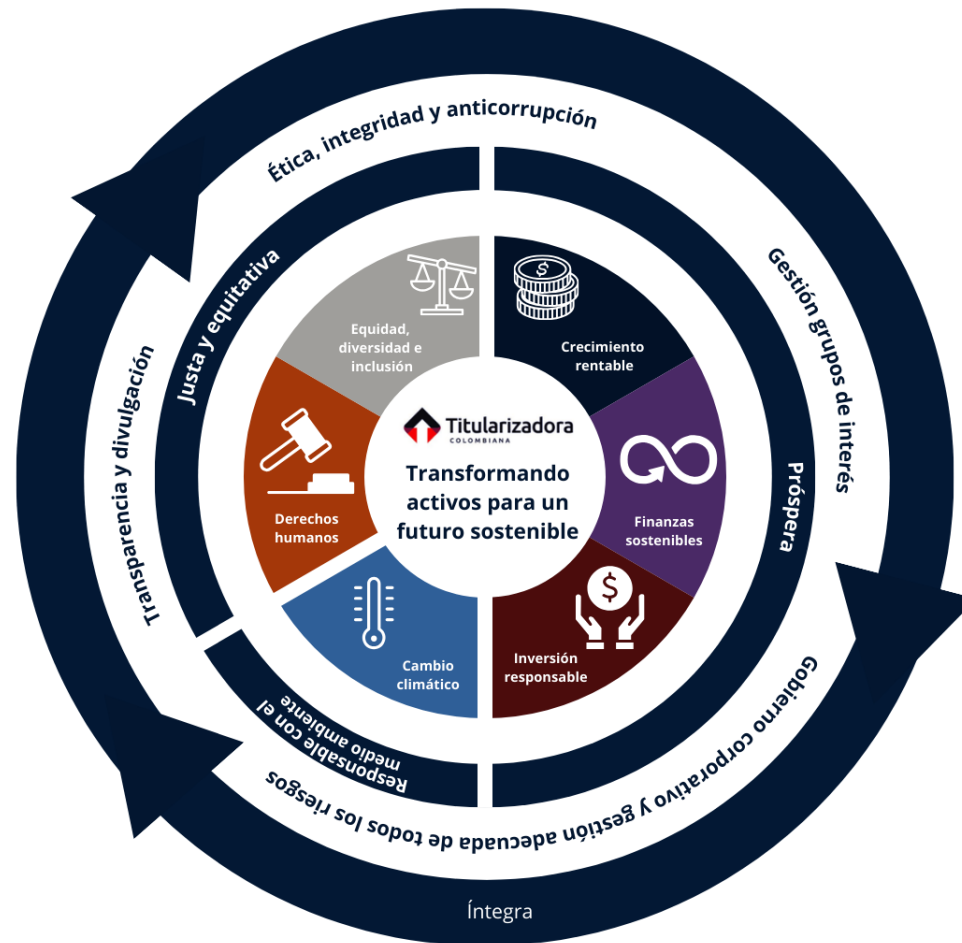 Ética, integridad y anticorrupción
Gestión grupos de interés
Gobierno corporativo y gestión adecuada de todos los riesgos
Transparencia y divulgación
Íntegra
Justa y equitativa
Próspera
Responsable con el
medio ambiente
Equidad,
diversidad e
inclusión
$
Crecimiento
rentable
Derechos
humanos
Finanzas
sostenibles
Cambio
climático
$
Inversión
responsable
Titularizadora
COLOMBIANA
Transformando
activos para un
futuro sostenible